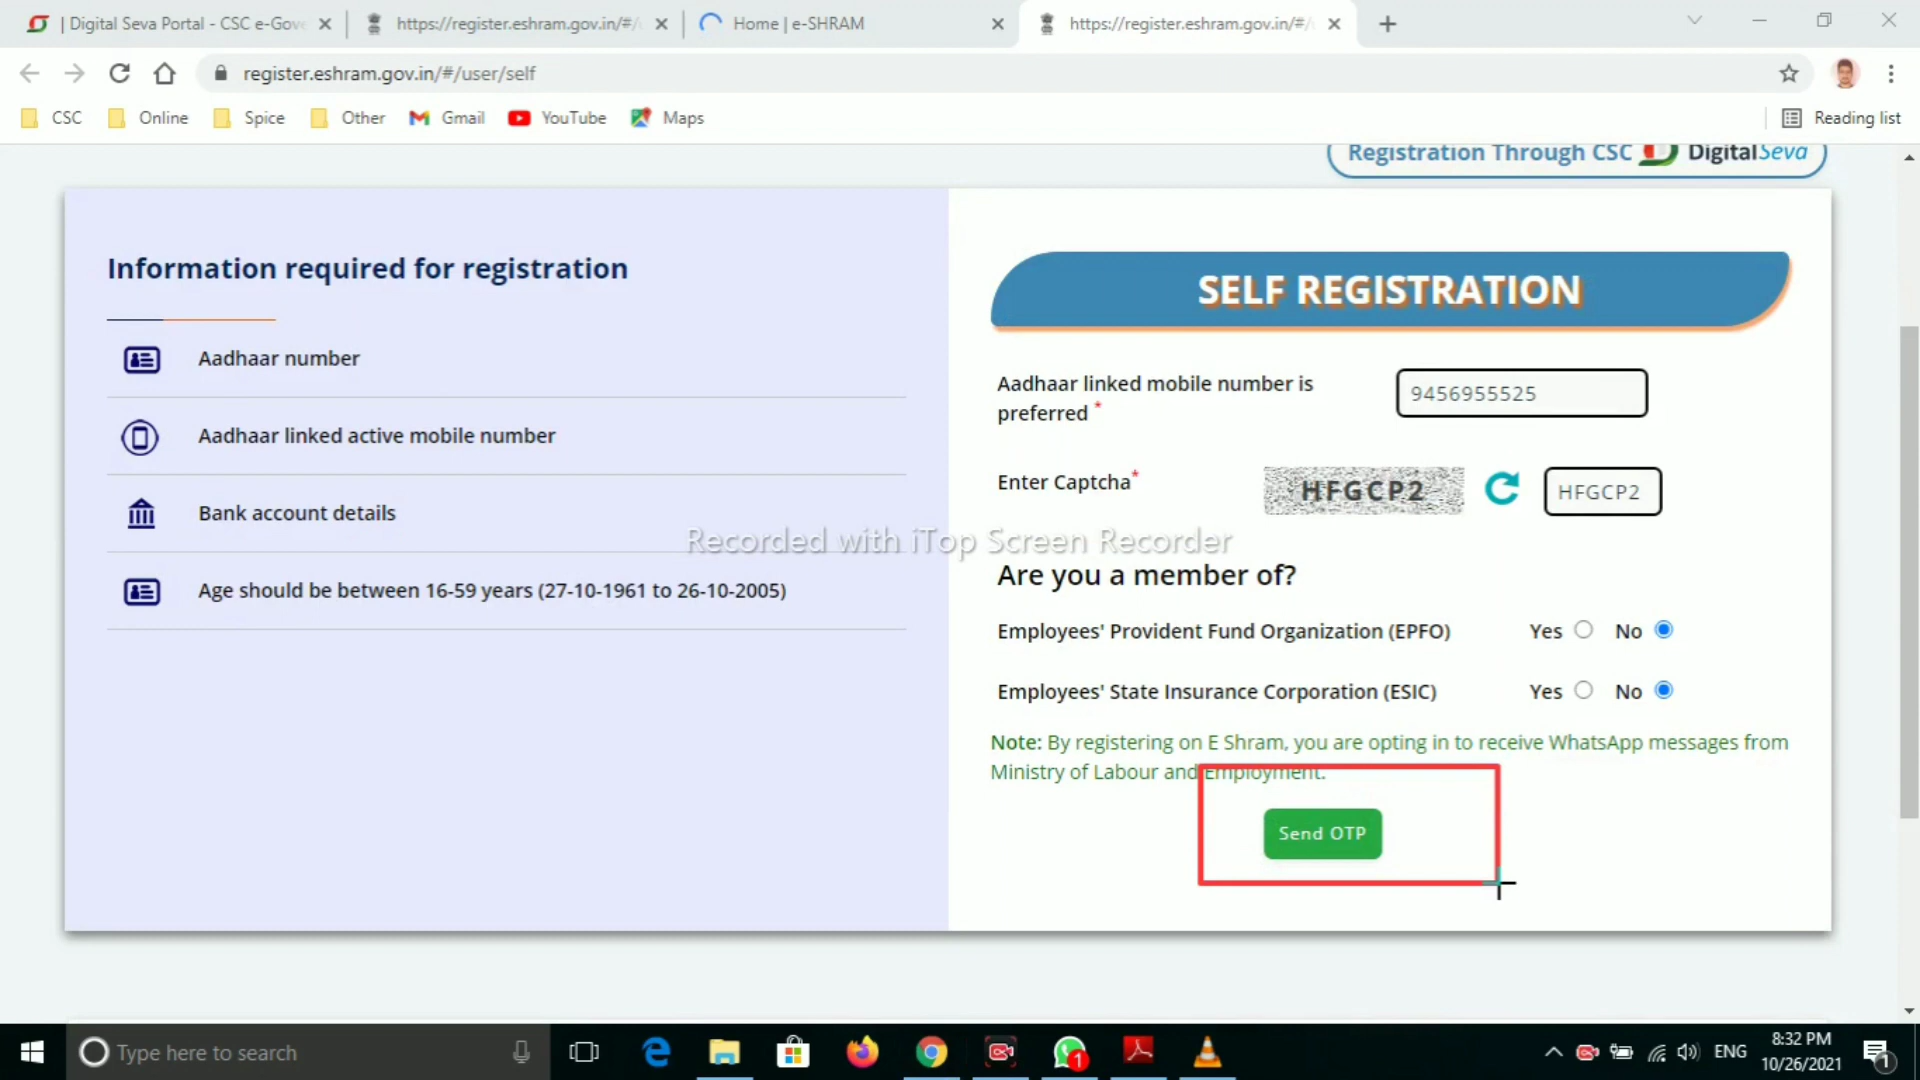 | Digital Seva Portal - CSC e-Gove
https://register.eshram.gov.in/#/
Home | e-SHRAM
https://register.eshram.gov.in/#/
register.eshram.gov.in/#/user/self
CSC
Online
Spice
Other
Gmail
YouTube
Maps
Reading list
Registration Through CSC DigitalSeva
Information required for registration
Aadhaar number
Aadhaar linked active mobile number
Bank account details
Age should be between 16-59 years (27-10-1961 to 26-10-2005)
SELF REGISTRATION
Aadhaar linked mobile number is
preferred *
9456955525
Enter Captcha*
HFGCP2
HFGCP2
Recorded with iTop Screen Recorder
Are you a member of?
Employees' Provident Fund Organization (EPFO) Yes No
Employees' State Insurance Corporation (ESIC) Yes No
Note: By registering on E Shram, you are opting in to receive WhatsApp messages from
Ministry of Labour and Employment.
Send OTP
Type here to search
1
ENG
8:32 PM
10/26/2021
1